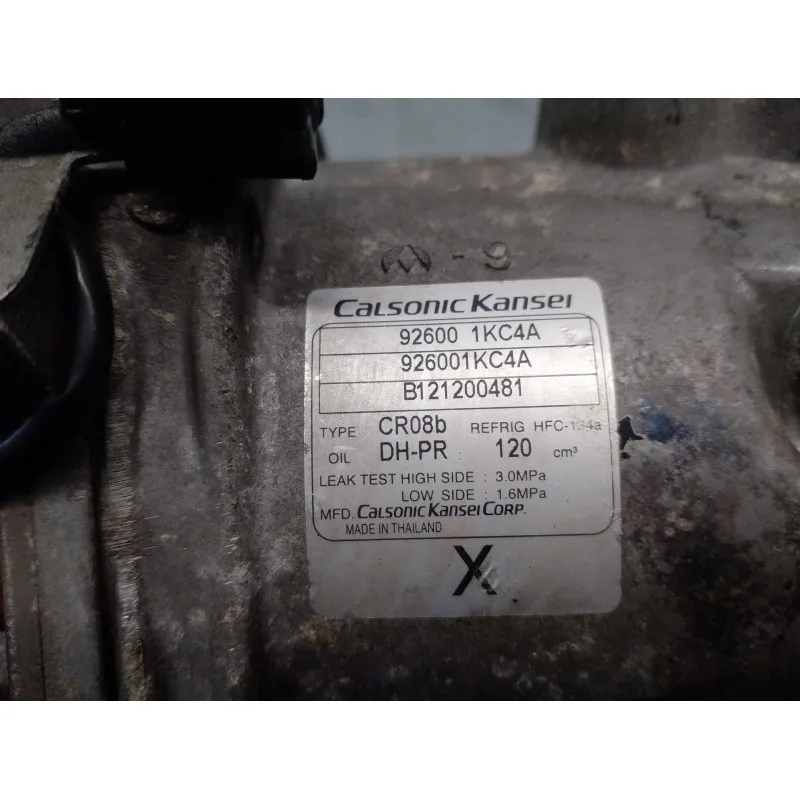 - 9
CALSONIC KANSEI
92600 1KC4A
926001KC4A
B121200481
TYPE CR08b REFRIG HFC-134a
OIL DH-PR 120 cm³
LEAK TEST HIGH SIDE : 3.0MPa
LOW SIDE : 1.6MPa
MFD. CALSONIC KANSEI CORP.
MADE IN THAILAND
X